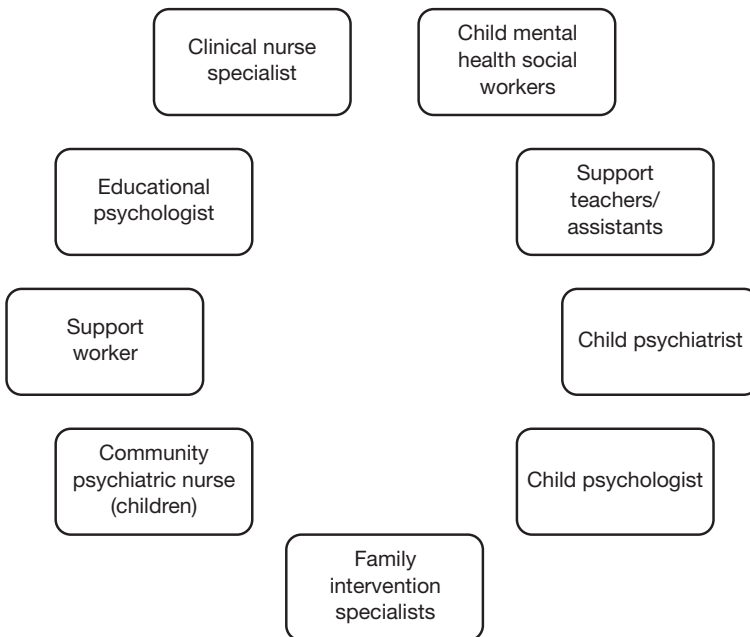 Clinical nurse
specialist
Child mental
health social
workers
Educational
psychologist
Support
teachers/
assistants
Support
worker
Child psychiatrist
Community
psychiatric nurse
(children)
Child psychologist
Family
intervention
specialists